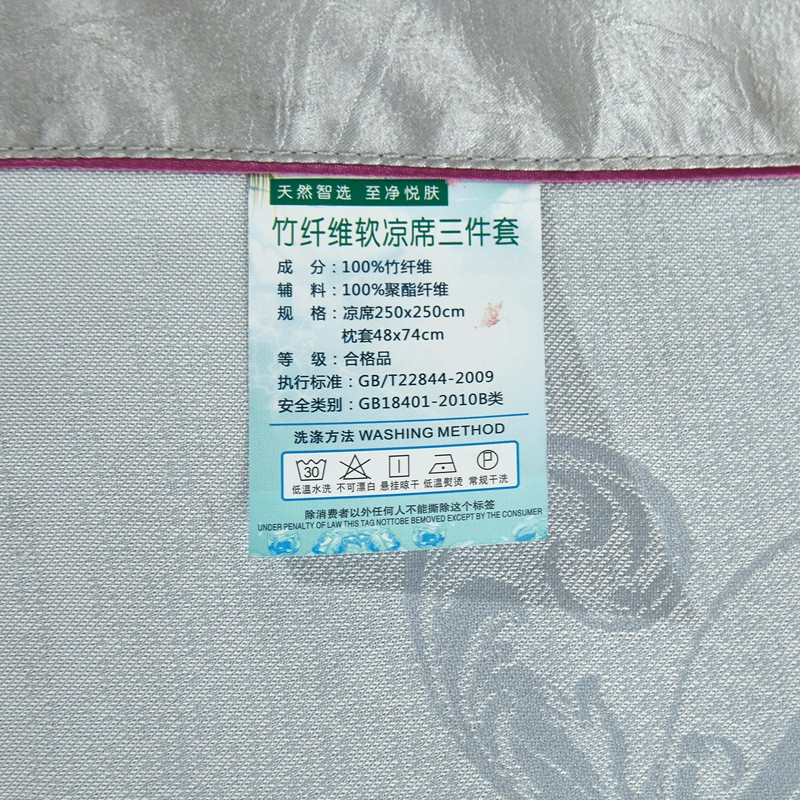 天然智选 至净悦肤
竹纤维软凉席三件套
成 分：100%竹纤维
辅 料：100%聚酯纤维
规 格：凉席250x250cm
枕套48x74cm
等 级：合格品
执行标准：GB/T22844-2009
安全类别：GB18401-2010B类
洗涤方法 WASHING METHOD
30 P
低温水洗 不可漂白 悬挂晾干 低温熨烫 常规干洗
除消费者以外任何人不能撕除这个标签
UNDER PENALTY OF LAW THIS TAG NOTTOBE BEMOVED EXCEPT BY THE CONSUMER